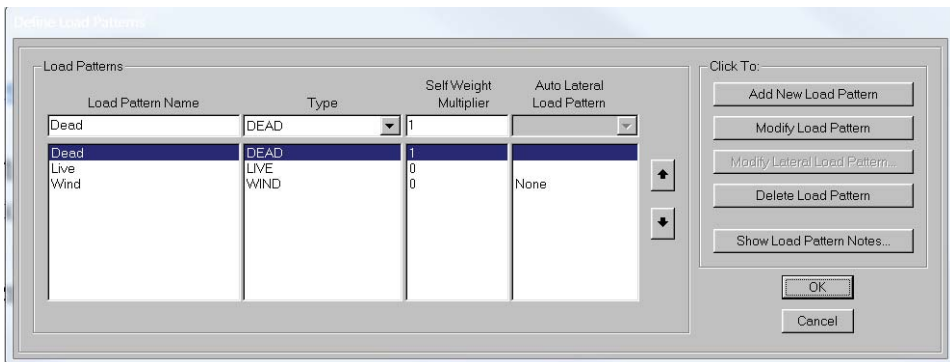 Define Load Patterns
Load Patterns
Load Pattern Name
Type
Self Weight
Multiplier
Auto Lateral
Load Pattern
Dead DEAD 1
Dead DEAD 1
Live LIVE 0
Wind WIND 0 None
Click To:
Add New Load Pattern
Modify Load Pattern
Modify Lateral Load Pattern...
Delete Load Pattern
Show Load Pattern Notes...
OK
Cancel